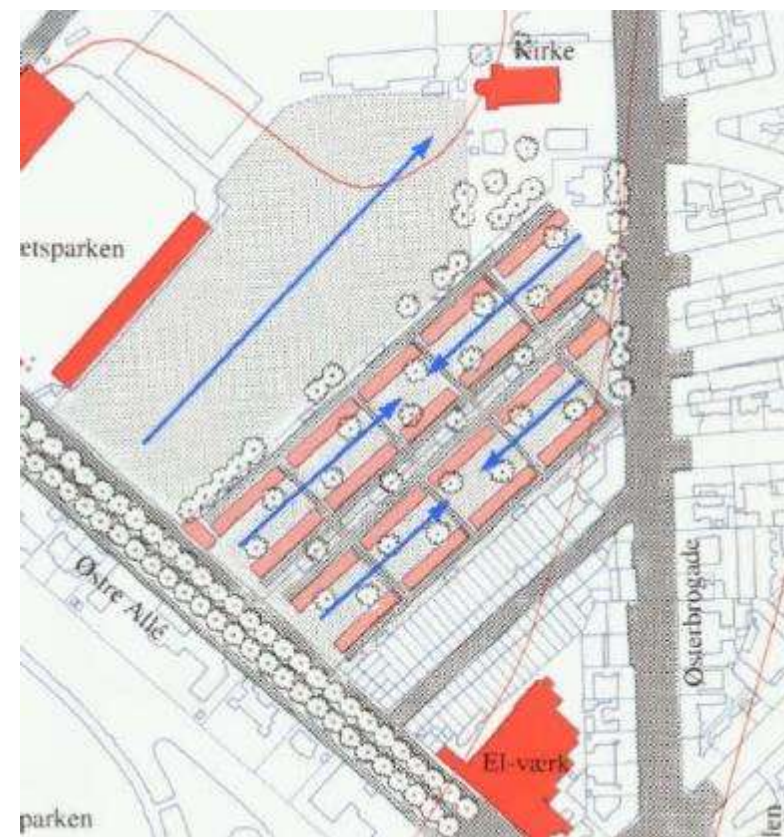 Kirke
etsparken
Østre Allé
Østerbrogade
El-værk
parken